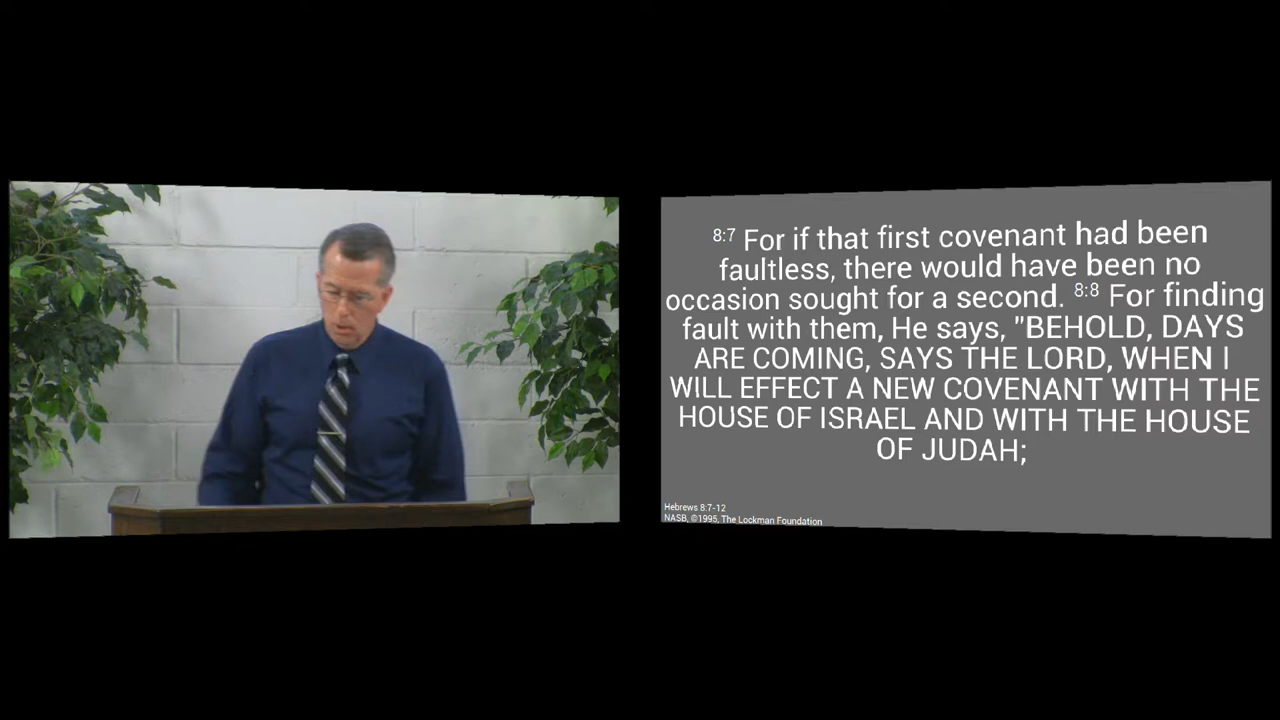 8:7 For if that first covenant had been
faultless, there would have been no
occasion sought for a second. 8:8 For finding
fault with them, He says, "BEHOLD, DAYS
ARE COMING, SAYS THE LORD, WHEN I
WILL EFFECT A NEW COVENANT WITH THE
HOUSE OF ISRAEL AND WITH THE HOUSE
OF JUDAH;
Hebrews 8:7-12
NASB, ©1995, The Lockman Foundation